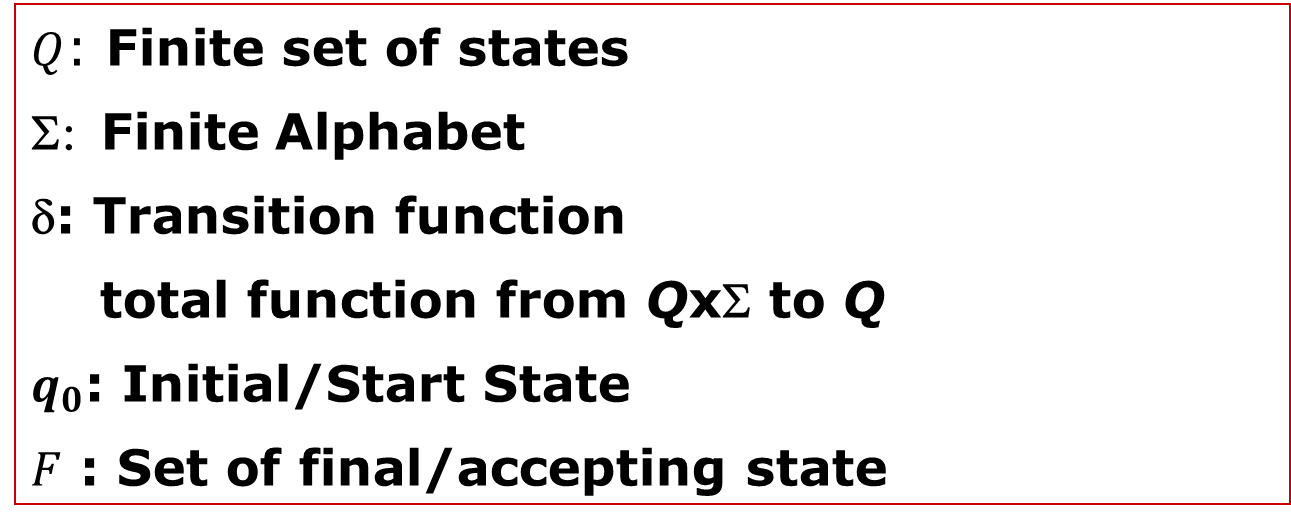 Q: Finite set of states
Σ: Finite Alphabet
δ: Transition function
total function from QxΣ to Q
q₀: Initial/Start State
F : Set of final/accepting state